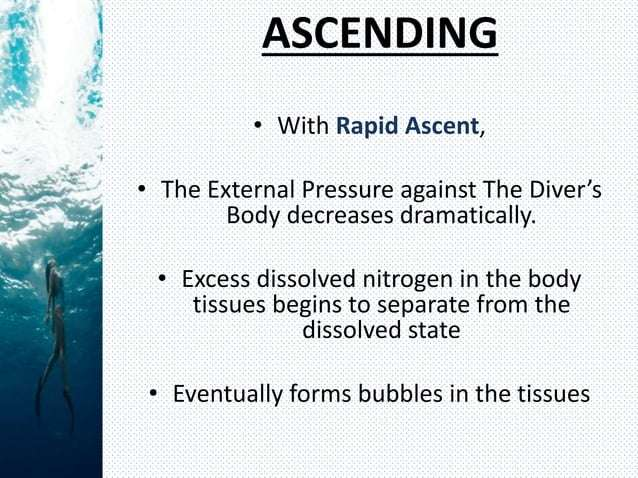 ASCENDING
• With Rapid Ascent,
• The External Pressure against The Diver’s
Body decreases dramatically.
• Excess dissolved nitrogen in the body
tissues begins to separate from the
dissolved state
• Eventually forms bubbles in the tissues